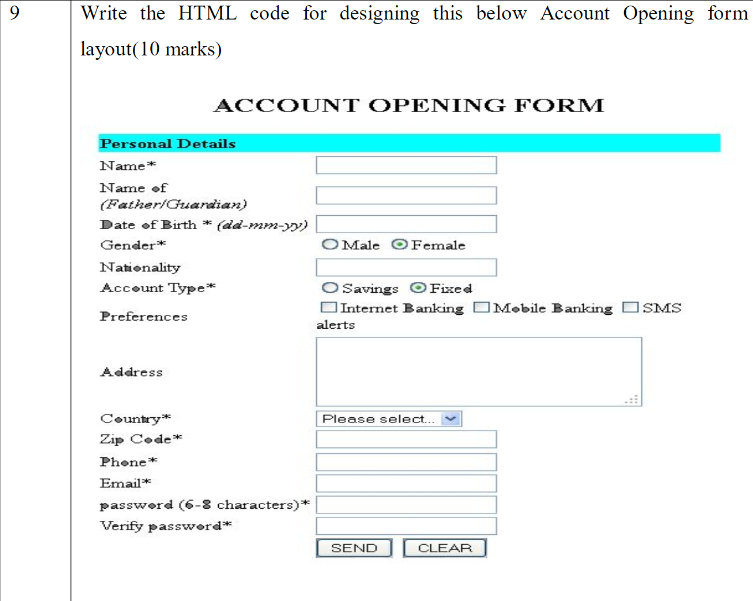 9
Write the HTML code for designing this below Account Opening form
layout(10 marks)
ACCOUNT OPENING FORM
Personal Details
Name*
Name of
(Father/Guardian)
Date of Birth * (dd-mm-yy)
Gender* Male Female
Nationality
Account Type* Savings Fixed
Preferences Internet Banking Mobile Banking SMS
alerts
Address
Country* Please select...
Zip Code*
Phone*
Email*
password (6-8 characters)*
Verify password*
SEND CLEAR